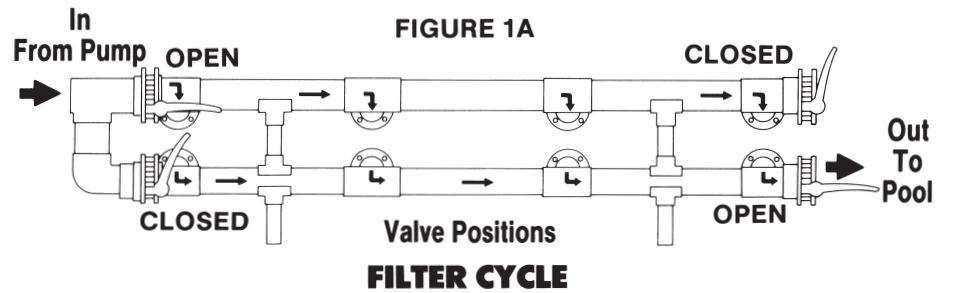 FIGURE 1A
In
From Pump
OPEN
CLOSED
Out
To
Pool
CLOSED
OPEN
Valve Positions
FILTER CYCLE